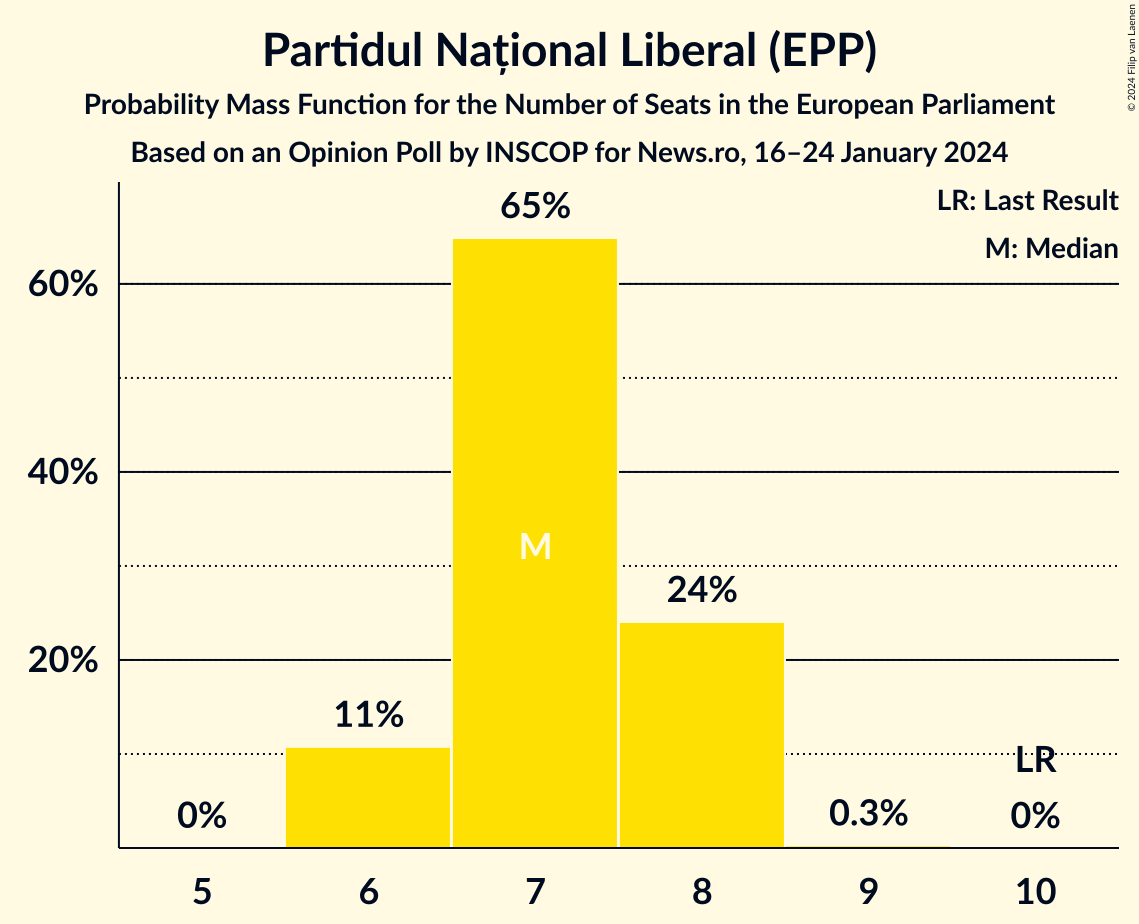 Partidul Național Liberal (EPP)
Probability Mass Function for the Number of Seats in the European Parliament
Based on an Opinion Poll by INSCOP for News.ro, 16–24 January 2024
© 2024 Filip van Laenen
LR: Last Result
M: Median
60%
40%
20%
0%
11%
65%
M
24%
0.3%
LR
0%
5
6
7
8
9
10